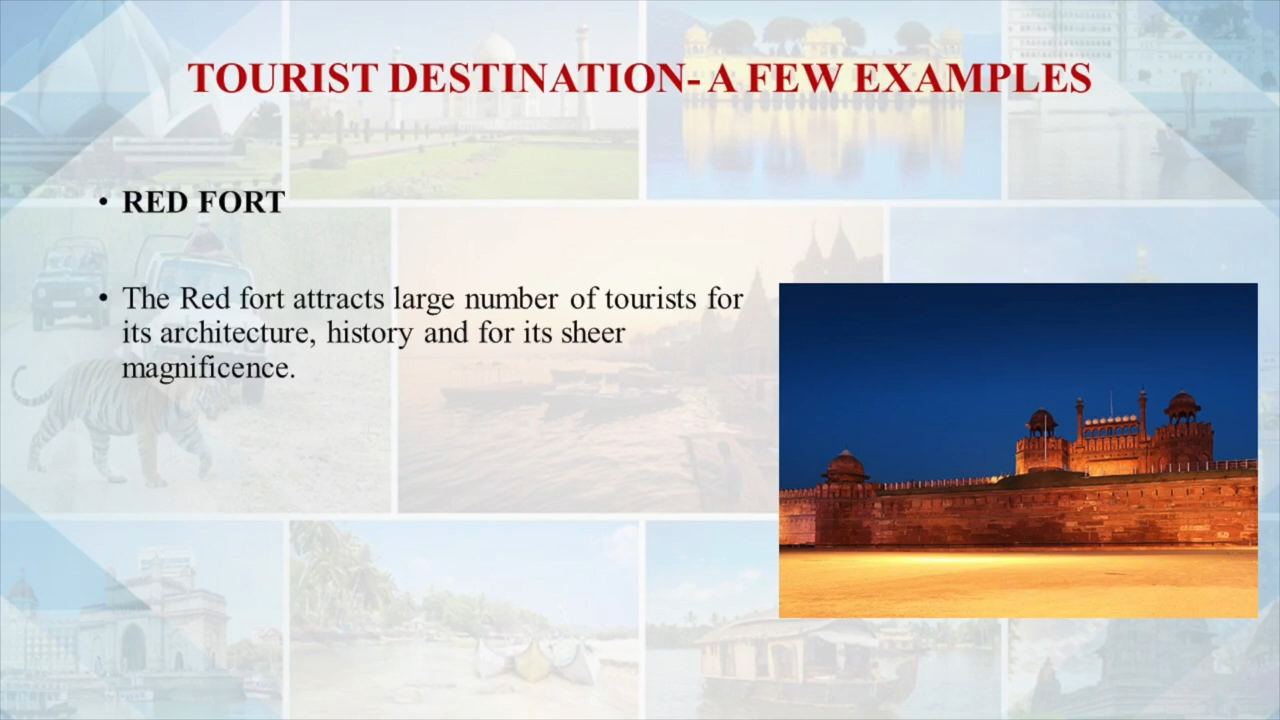 TOURIST DESTINATION- A FEW EXAMPLES
• RED FORT
• The Red fort attracts large number of tourists for
its architecture, history and for its sheer
magnificence.